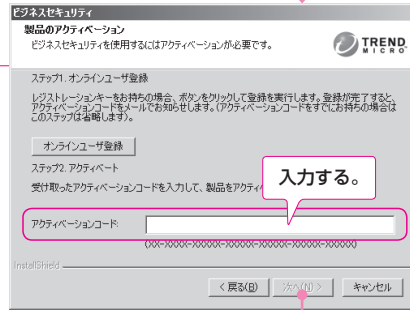 ビジネスセキュリティ
製品のアクティベーション
ビジネスセキュリティを使用するにはアクティベーションが必要です。
TREND
MICRO
ステップ1. オンラインユーザ登録
レジストレーションキーをお持ちの場合、ボタンをクリックして登録を実行します。登録が完了すると、
アクティベーションコードをメールでお知らせします。(アクティベーションコードをすでにお持ちの場合は
このステップは省略します)。
オンラインユーザ登録
ステップ2. アクティベート
受け取ったアクティベーションコードを入力して、製品をアクティベ
入力する。
アクティベーションコード:
(XX-XXXX-XXXXX-XXXXX-XXXXX-XXXXX-XXXXX)
InstallShield
< 戻る(B)
次へ(N) >
キャンセル